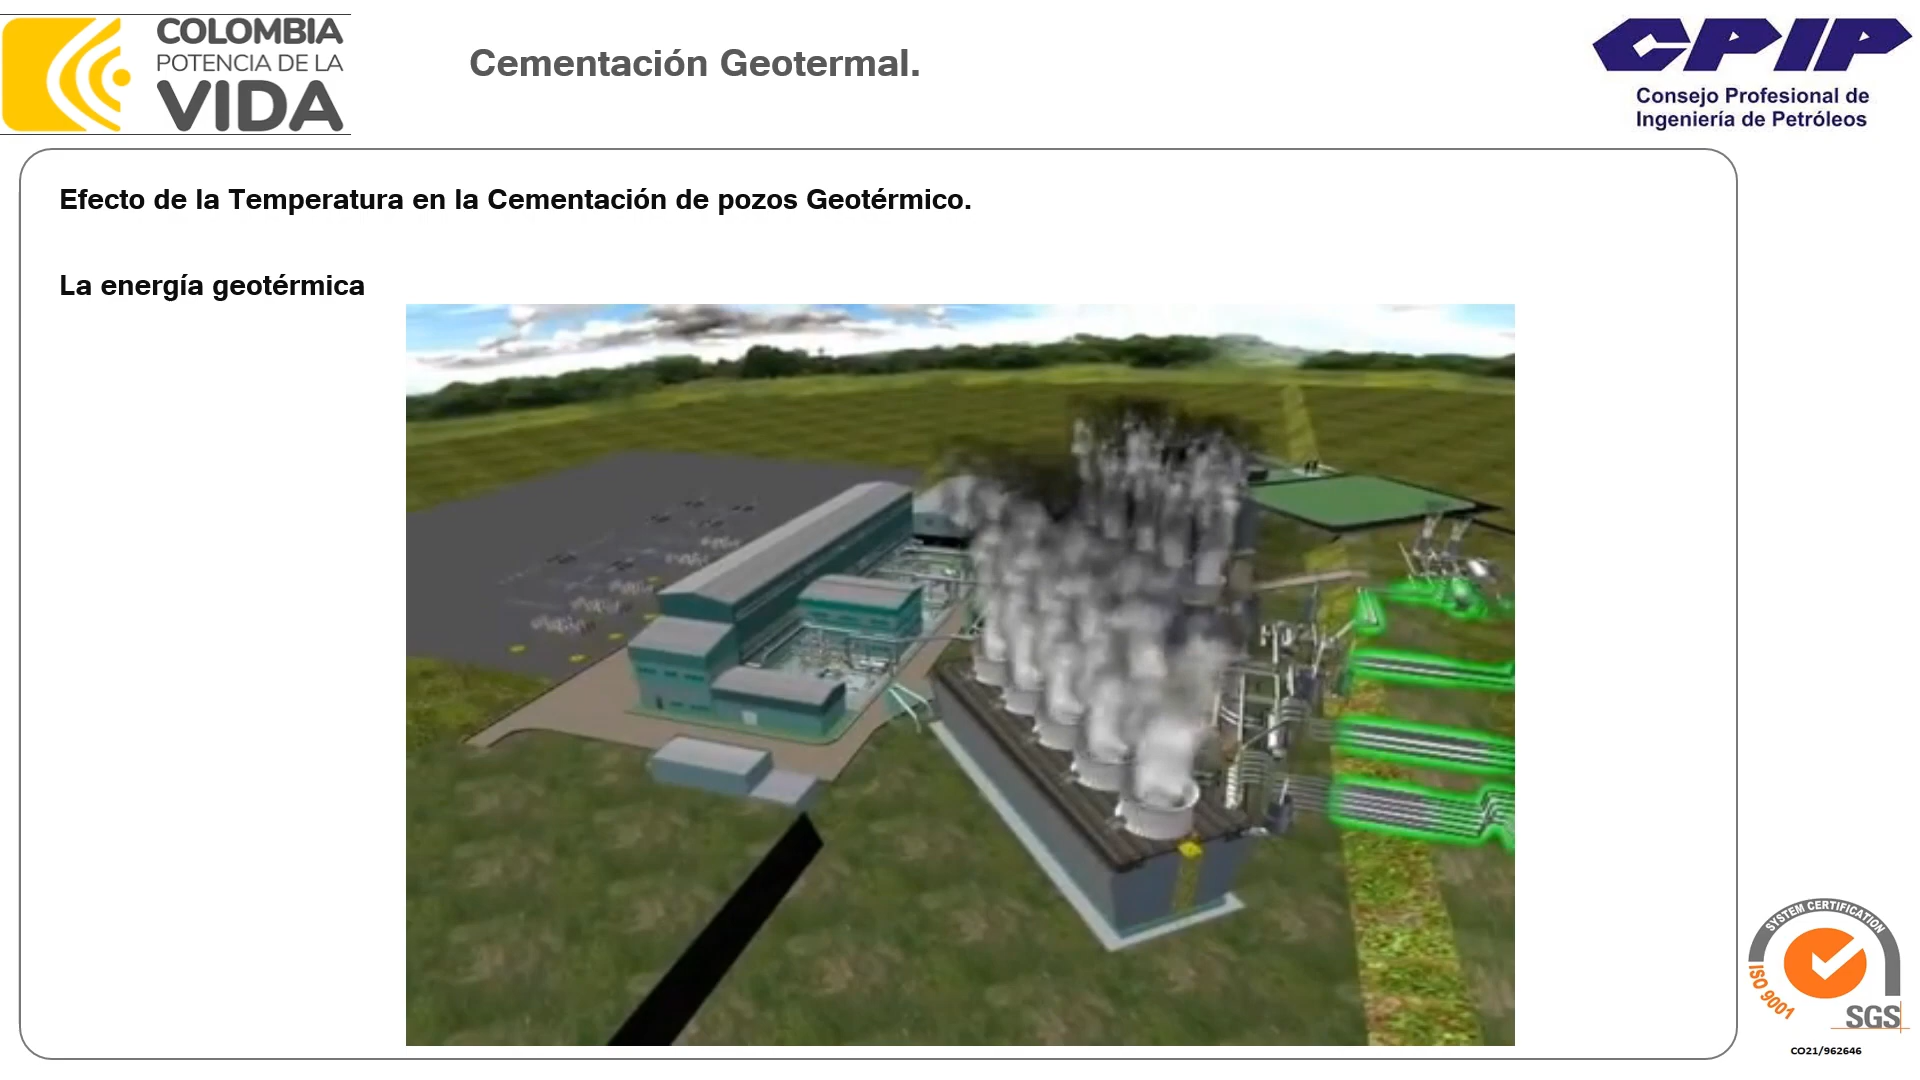 COLOMBIA
POTENCIA DE LA
VIDA
Cementación Geotermal.
CPIP
Consejo Profesional de
Ingeniería de Petróleos
Efecto de la Temperatura en la Cementación de pozos Geotérmico.
La energía geotérmica
SYSTEM CERTIFICATION
ISO 9001
SGS
CO21/962646